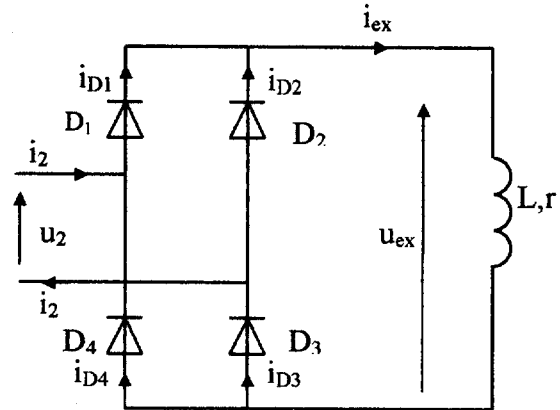 i_ex
i_D1
i_D2
D_1
D_2
i_2
u_2
u_ex
L,r
i_2
D_4
D_3
i_D4
i_D3